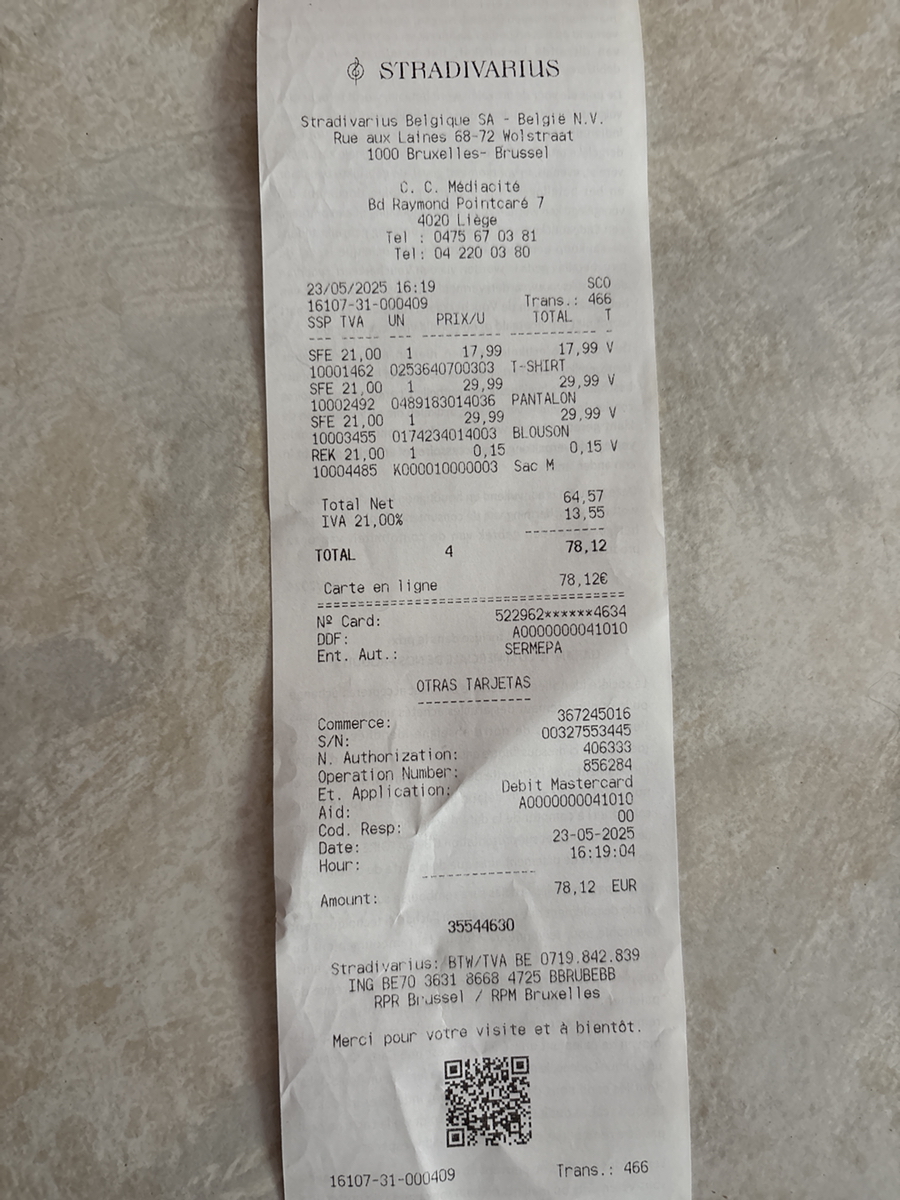 STRADIVARIUS
Stradivarius Belgique SA - België N.V.
Rue aux Laines 68-72 Wolstraat
1000 Bruxelles- Brussel
C. C. Médiacité
Bd Raymond Pointcaré 7
4020 Liège
Tel : 0475 67 03 81
Tel: 04 220 03 80
23/05/2025 16:19 SCO
16107-31-000409 Trans.: 466
SSP TVA UN PRIX/U TOTAL T
--- ----- --- -------- ----------- -
SFE 21,00 1 17,99 17,99 V
10001462 0253640700303 T-SHIRT
SFE 21,00 1 29,99 29,99 V
10002492 0489183014036 PANTALON
SFE 21,00 1 29,99 29,99 V
10003455 0174234014003 BLOUSON
REK 21,00 1 0,15 0,15 V
10004485 K000010000003 Sac M
Total Net 64,57
IVA 21,00% 13,55
----------
TOTAL 4 78,12
Carte en ligne 78,12€
======================================
Nº Card: 522962******4634
DDF: A0000000041010
Ent. Aut.: SERMEPA
OTRAS TARJETAS
--------------
Commerce: 367245016
S/N: 00327553445
N. Authorization: 406333
Operation Number: 856284
Et. Application: Debit Mastercard
Aid: A0000000041010
Cod. Resp: 00
Date: 23-05-2025
Hour: 16:19:04
--------------
Amount: 78,12 EUR
35544630
Stradivarius: BTW/TVA BE 0719.842.839
ING BE70 3631 8668 4725 BBRUBEBB
RPR Brussel / RPM Bruxelles
Merci pour votre visite et à bientôt.
16107-31-000409 Trans.: 466